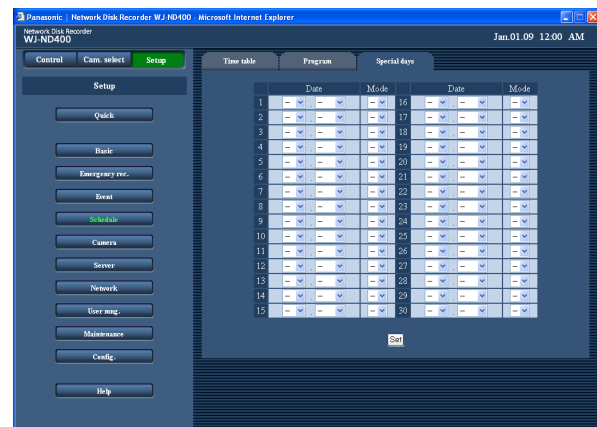 Panasonic | Network Disk Recorder WJ-ND400 - Microsoft Internet Explorer
Network Disk Recorder
WJ-ND400
Jan.01.09 12:00 AM
Control Cam. select Setup
Setup
Quick
Basic
Emergency rec.
Event
Schedule
Camera
Server
Network
User mng.
Maintenance
Config.
Help
Time table Program Special days
Date Mode Date Mode
1 – . – – 16 – . – –
2 – . – – 17 – . – –
3 – . – – 18 – . – –
4 – . – – 19 – . – –
5 – . – – 20 – . – –
6 – . – – 21 – . – –
7 – . – – 22 – . – –
8 – . – – 23 – . – –
9 – . – – 24 – . – –
10 – . – – 25 – . – –
11 – . – – 26 – . – –
12 – . – – 27 – . – –
13 – . – – 28 – . – –
14 – . – – 29 – . – –
15 – . – – 30 – . – –
Set